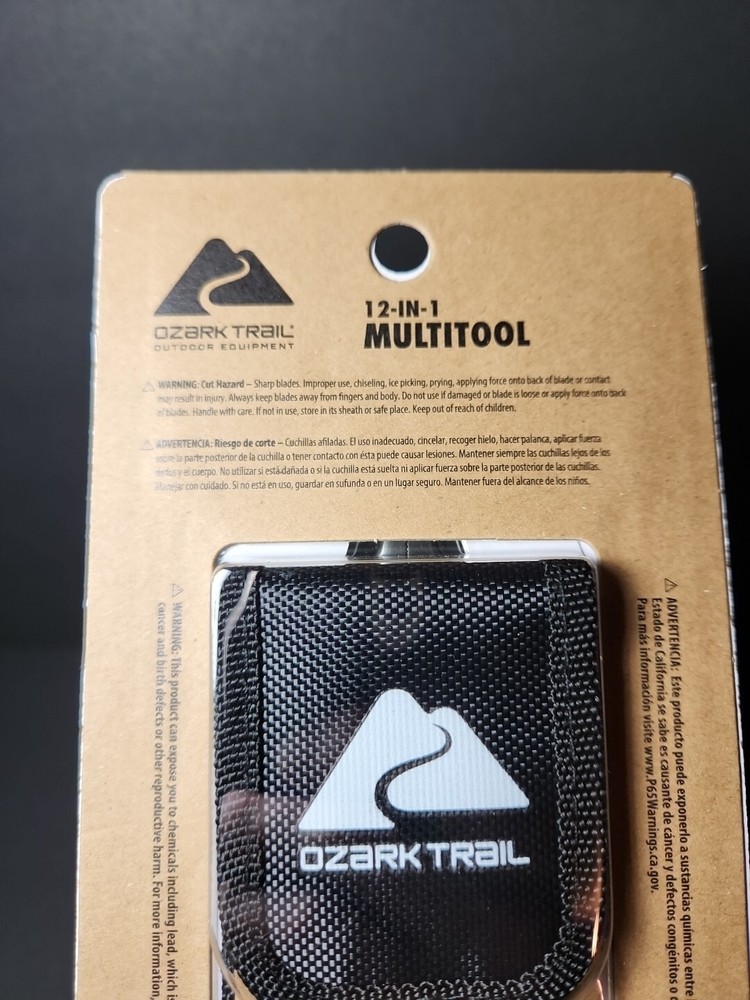 OZARK TRAIL
OUTDOOR EQUIPMENT
12-IN-1
MULTITOOL
WARNING: Cut Hazard – Sharp blades. Improper use, chiseling, ice picking, prying, applying force onto back of blade or contact
may result in injury. Always keep blades away from fingers and body. Do not use if damaged or blade is loose or apply force onto back
of blades. Handle with care. If not in use, store in its sheath or safe place. Keep out of reach of children.
ADVERTENCIA: Riesgo de corte – Cuchillas afiladas. El uso inadecuado, cincelar, recoger hielo, hacer palanca, aplicar fuerza
sobre la parte posterior de la cuchilla o tener contacto con ésta puede causar lesiones. Mantener siempre las cuchillas lejos de los
dedos y el cuerpo. No utilizar si está dañada o si la cuchilla está suelta ni aplicar fuerza sobre la parte posterior de las cuchillas.
Manejar con cuidado. Si no está en uso, guardar en su funda o en un lugar seguro. Mantener fuera del alcance de los niños.
WARNING: This product can expose you to chemicals including lead, which is
cancer and birth defects or other reproductive harm. For more information,
OZARK TRAIL
ADVERTENCIA: Este producto puede exponerlo a sustancias químicas entre
Estado de California se sabe es causante de cáncer y defectos congénitos o
Para más información visite www.P65Warnings.ca.gov.